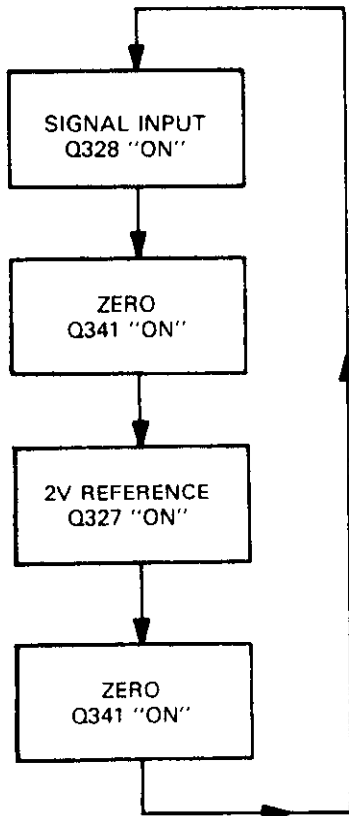 SIGNAL INPUT
Q328 "ON"
ZERO
Q341 "ON"
2V REFERENCE
Q327 "ON"
ZERO
Q341 "ON"